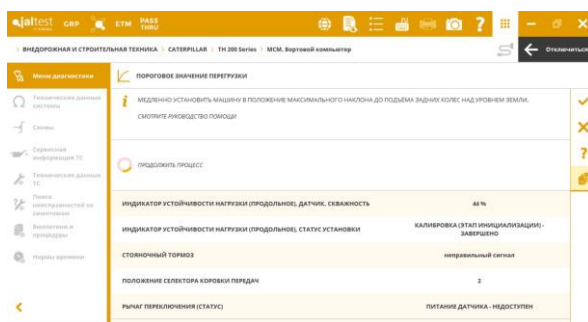 jaltest GRP ETM PASS THRU
ВНЕДОРОЖНАЯ И СТРОИТЕЛЬНАЯ ТЕХНИКА CATERPILLAR TH 200 Series MCM, Бортовой компьютер Отключиться
Меню диагностики
ПОРОГОВОЕ ЗНАЧЕНИЕ ПЕРЕГРУЗКИ
Технические данные системы
МЕДЛЕННО УСТАНОВИТЬ МАШИНУ В ПОЛОЖЕНИЕ МАКСИМАЛЬНОГО НАКЛОНА ДО ПОДЪЁМА ЗАДНИХ КОЛЕС НАД УРОВНЕМ ЗЕМЛИ.
СМОТРИТЕ РУКОВОДСТВО ПОМОЩИ
Схемы
Сервисная информация ТС
ПРОДОЛЖИТЬ ПРОЦЕСС
Технические данные ТС
Поиск неисправностей по симптомам
Бюллетени и процедуры
Нормы времени
ИНДИКАТОР УСТОЙЧИВОСТИ НАГРУЗКИ (ПРОДОЛЬНОЕ), ДАТЧИК, СКВАЖНОСТЬ 44 %
ИНДИКАТОР УСТОЙЧИВОСТИ НАГРУЗКИ (ПРОДОЛЬНОЕ), СТАТУС УСТАНОВКИ КАЛИБРОВКА (ЭТАП ИНИЦИАЛИЗАЦИИ) - ЗАВЕРШЕНО
СТОЯНОЧНЫЙ ТОРМОЗ неправильный сигнал
ПОЛОЖЕНИЕ СЕЛЕКТОРА КОРОБКИ ПЕРЕДАЧ 2
РЫЧАГ ПЕРЕКЛЮЧЕНИЯ (СТАТУС) ПИТАНИЕ ДАТЧИКА - НЕДОСТУПЕН